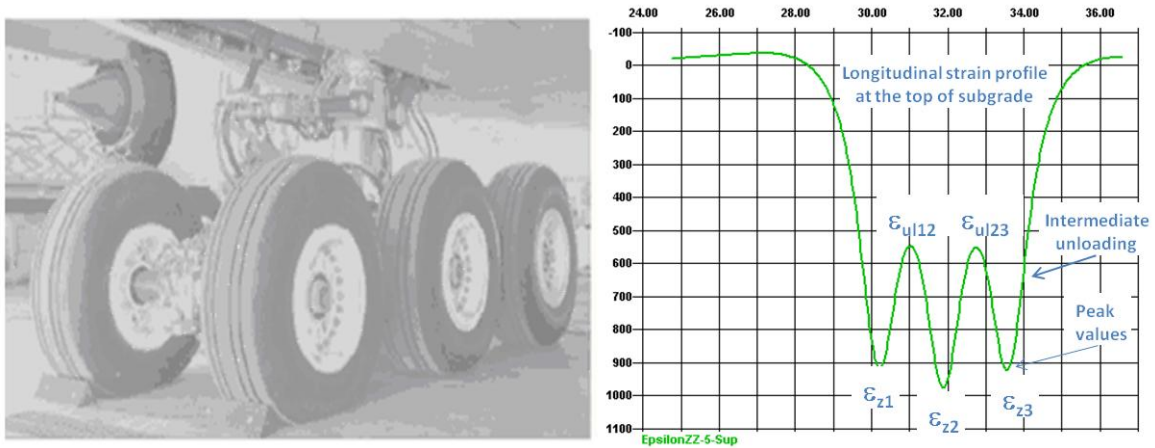 24.00 26.00 28.00 30.00 32.00 34.00 36.00
-100
0
100
200
300
400
500
600
700
800
900
1000
1100
Longitudinal strain profile
at the top of subgrade
εul12
εul23
Intermediate
unloading
Peak
values
εz1
εz2
εz3
EpsilonZZ-5-Sup